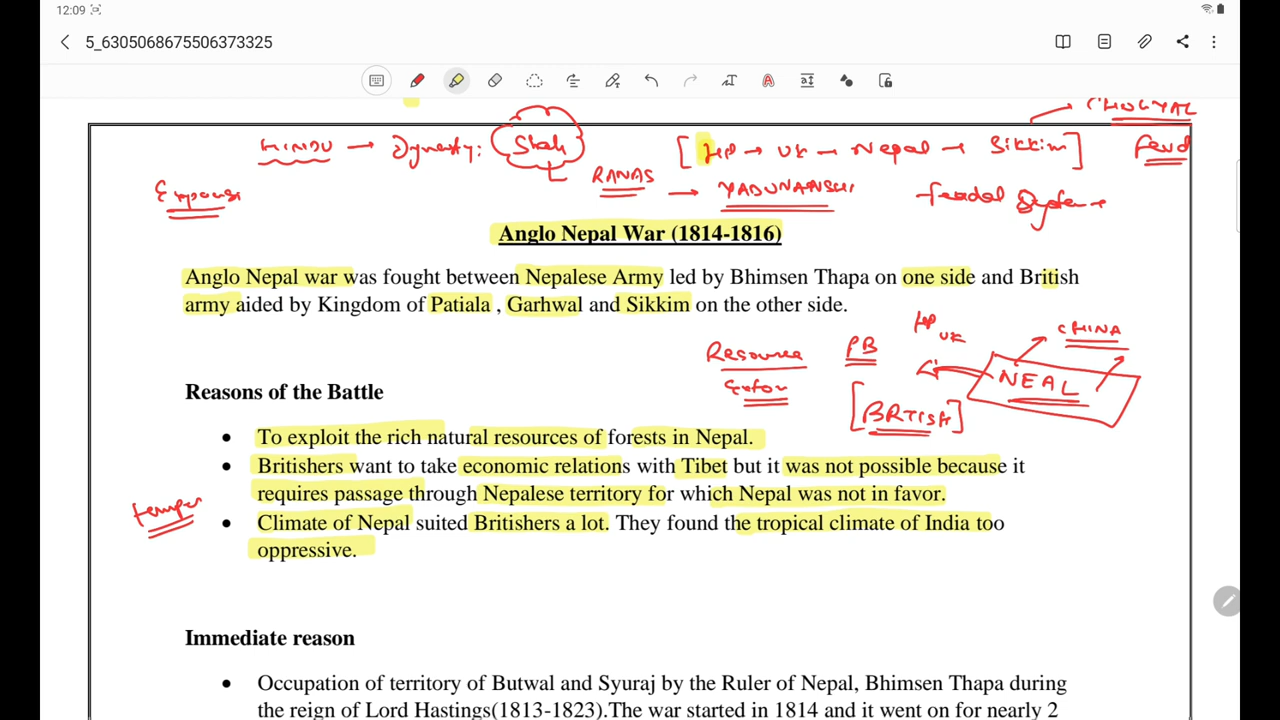 12:09
5_6305068675506373325
CHOGYAL
HINDU → Dynasty: Shah [HP → UK → Nepal → Sikkim] Feud
RANAS → YADUVANSHI
Feudal System
Anglo Nepal War (1814-1816)
Anglo Nepal war was fought between Nepalese Army led by Bhimsen Thapa on one side and British
army aided by Kingdom of Patiala , Garhwal and Sikkim on the other side.
HP UK CHINA
Resource PB
NEAL
[BRTISH]
Reasons of the Battle
• To exploit the rich natural resources of forests in Nepal.
• Britishers want to take economic relations with Tibet but it was not possible because it
requires passage through Nepalese territory for which Nepal was not in favor.
temper
• Climate of Nepal suited Britishers a lot. They found the tropical climate of India too
oppressive.
Immediate reason
• Occupation of territory of Butwal and Syuraj by the Ruler of Nepal, Bhimsen Thapa during
the reign of Lord Hastings(1813-1823).The war started in 1814 and it went on for nearly 2